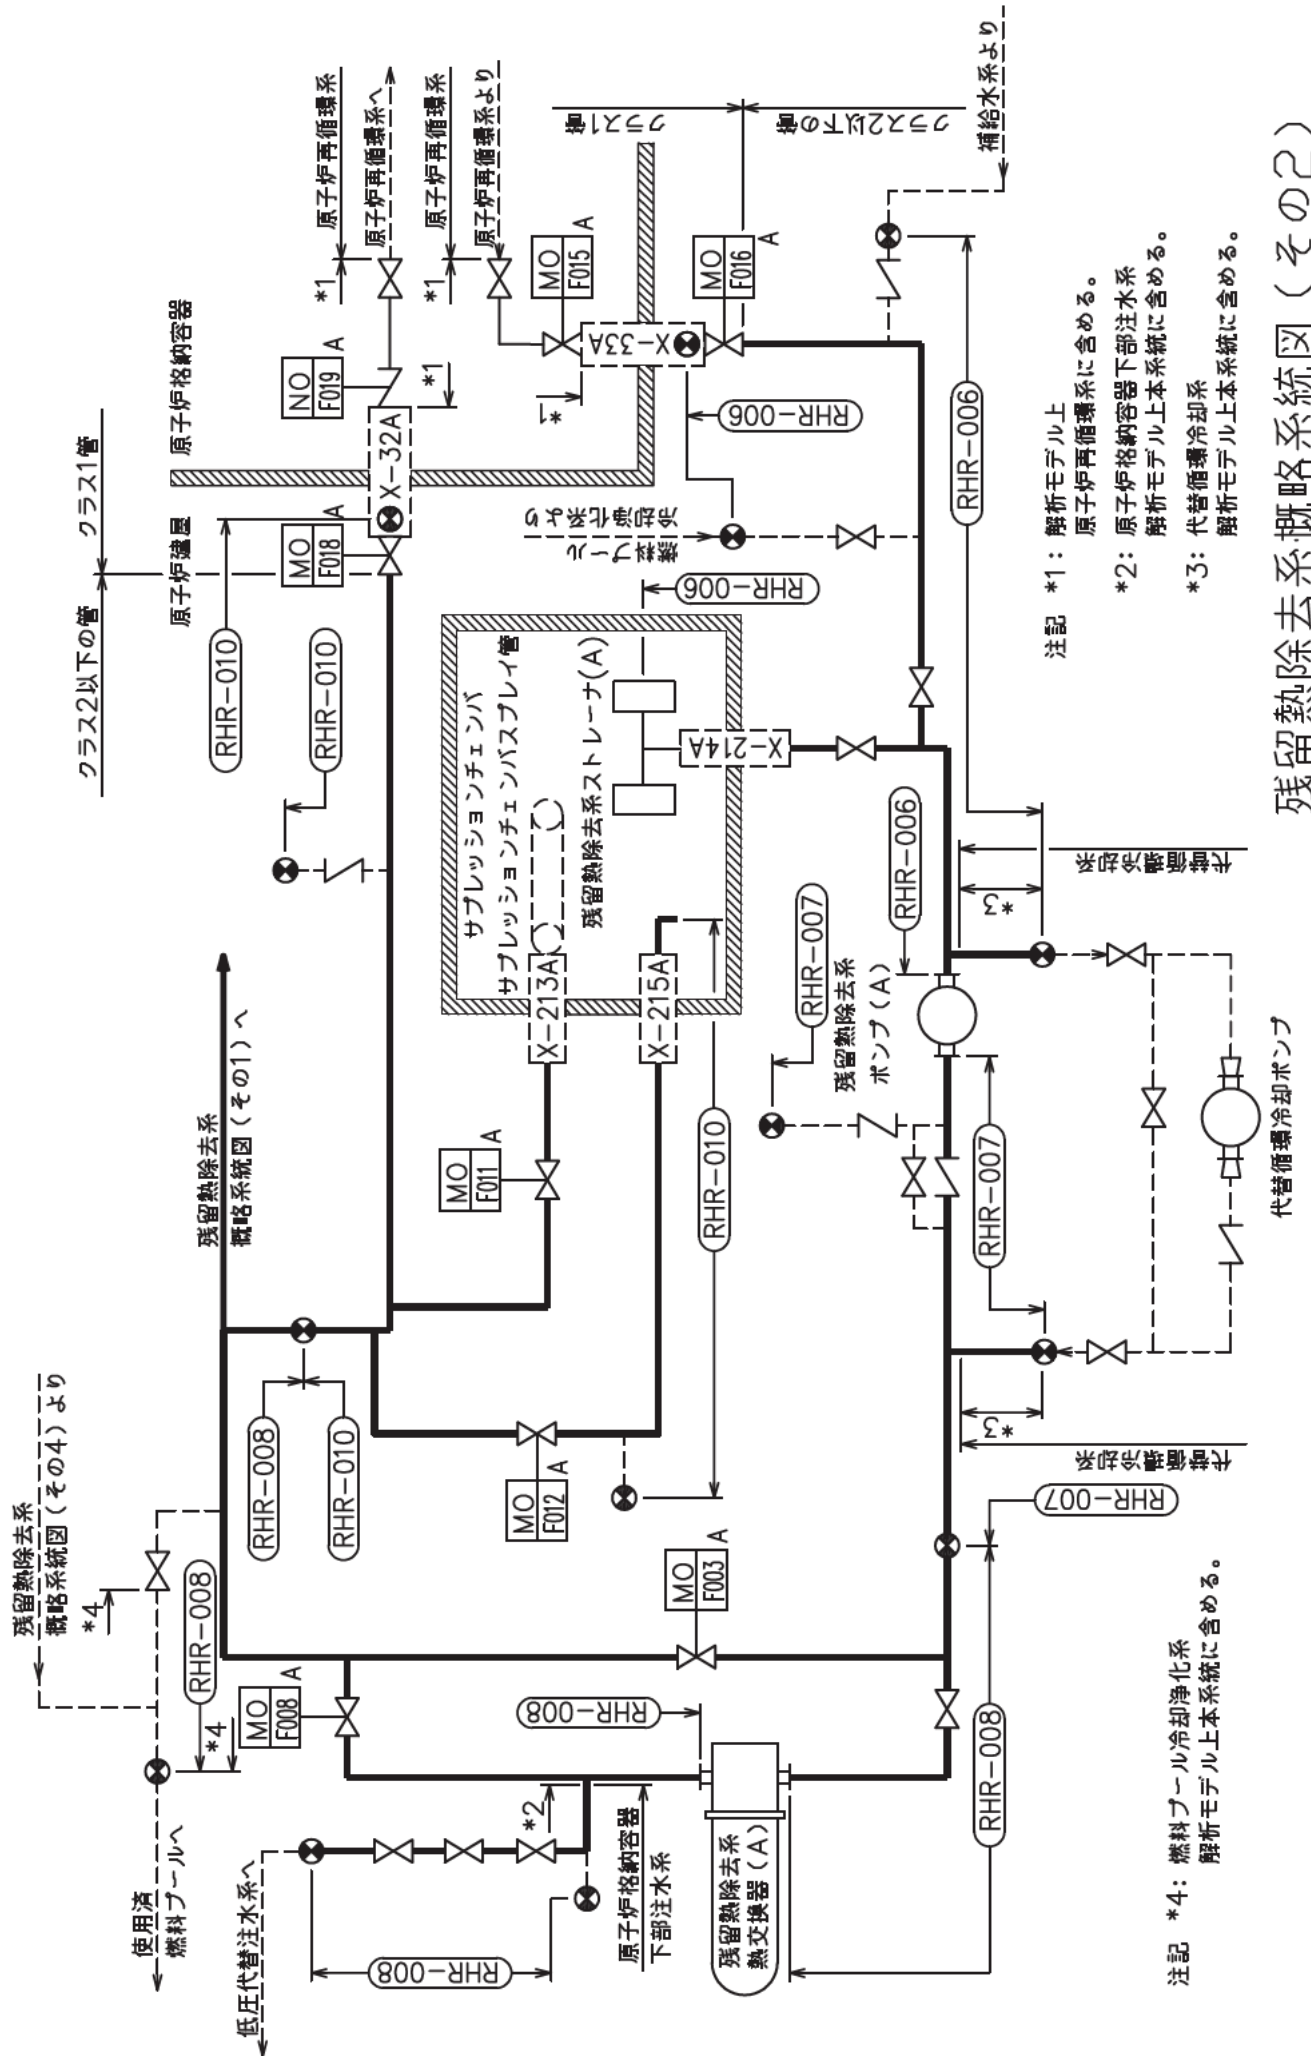 残留熱除去系
概略系統図(その4)より
*4
使用済
燃料プールへ
RHR-008
*4
低圧代替注水系へ
RHR-008
MO
F008
A
*2
原子炉格納容器
下部注水系
RHR-008
残留熱除去系
熱交換器(A)
RHR-008
MO
F003
A
残留熱除去系
概略系統図(その1)へ
RHR-008
RHR-010
MO
F012
A
MO
F011
A
RHR-010
クラス2以下の管
クラス1管
原子炉建屋
原子炉格納容器
RHR-010
RHR-010
MO
F018
A
X-32A
NO
F019
A
*1
*1
*1
原子炉再循環系
原子炉再循環系へ
原子炉再循環系
原子炉再循環系より
MO
F015
A
*1
X-33A
MO
F016
A
クラス1管
クラス2以下の管
RHR-006
補給水系より
燃料プール
冷却浄化系より
RHR-006
サプレッションチェンバ
サプレッションチェンバスプレイ管
残留熱除去系ストレーナ(A)
X-213A
X-215A
X-214A
RHR-006
RHR-006
残留熱除去系
ポンプ(A)
RHR-007
RHR-007
代替循環冷却系
*3
代替循環冷却系
*3
RHR-007
代替循環冷却ポンプ
注記 *1: 解析モデル上
原子炉再循環系に含める。
*2: 原子炉格納容器下部注水系
解析モデル上本系統に含める。
*3: 代替循環冷却系
解析モデル上本系統に含める。
注記 *4: 燃料プール冷却浄化系
解析モデル上本系統に含める。
残留熱除去系概略系統図(その2)